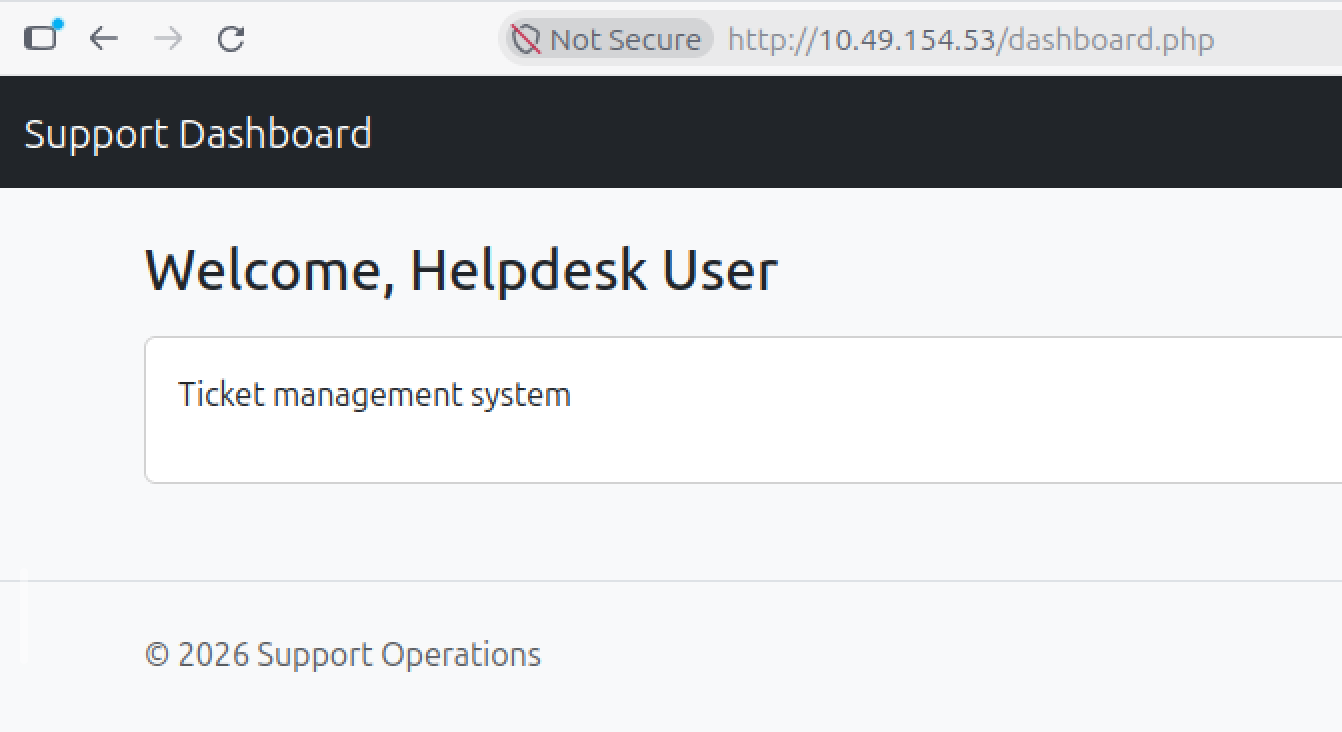 Not Secure http://10.49.154.53/dashboard.php
Support Dashboard
Welcome, Helpdesk User
Ticket management system
© 2026 Support Operations